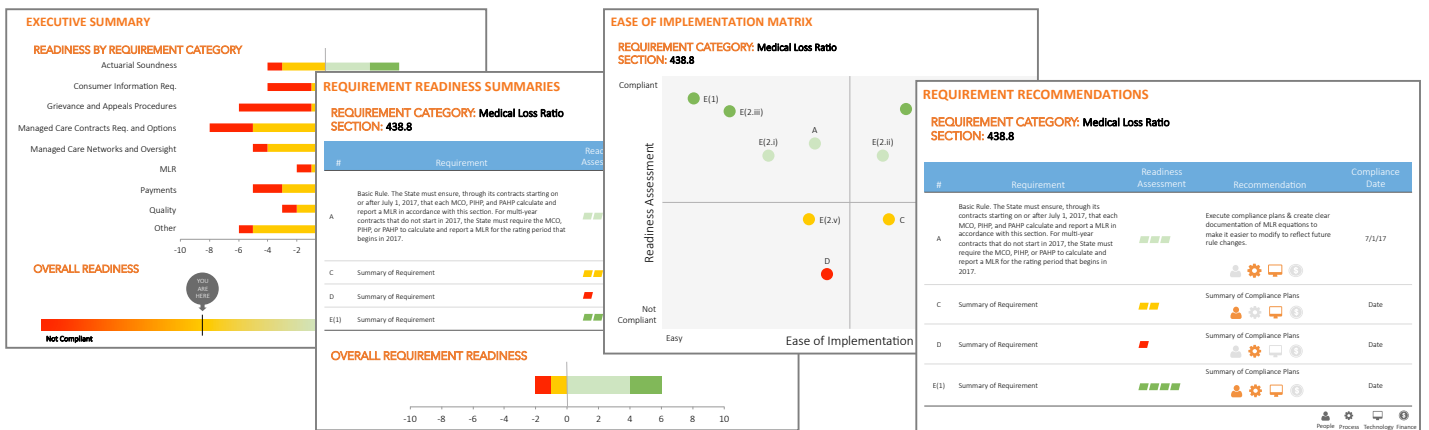 EXECUTIVE SUMMARY
READINESS BY REQUIREMENT CATEGORY
Actuarial Soundness
Consumer Information Req.
Grievance and Appeals Procedures
Managed Care Contracts Req. and Options
Managed Care Networks and Oversight
MLR
Payments
Quality
Other
-10 -8 -6 -4 -2
OVERALL READINESS
YOU
ARE
HERE
Not Compliant
REQUIREMENT READINESS SUMMARIES
REQUIREMENT CATEGORY: Medical Loss Ratio
SECTION: 438.8
# Requirement
A
Basic Rule. The State must ensure, through its contracts starting on
or after July 1, 2017, that each MCO, PIHP, and PAHP calculate and
report a MLR in accordance with this section. For multi-year
contracts that do not start in 2017, the State must require the MCO,
PIHP, or PAHP to calculate and report a MLR for the rating period that
begins in 2017.
C Summary of Requirement
D Summary of Requirement
E(1) Summary of Requirement
OVERALL REQUIREMENT READINESS
-10 -8 -6 -4 -2 0 2 4 6 8 10
EASE OF IMPLEMENTATION MATRIX
REQUIREMENT CATEGORY: Medical Loss Ratio
SECTION: 438.8
Compliant
Readiness Assessment
Not
Compliant
E(1)
E(2.iii)
A
E(2.i)
E(2.ii)
E(2.v)
C
D
Easy
Ease of Implementation
REQUIREMENT RECOMMENDATIONS
REQUIREMENT CATEGORY: Medical Loss Ratio
SECTION: 438.8
# Requirement Readiness Assessment Recommendation Compliance Date
A
Basic Rule. The State must ensure, through its
contracts starting on or after July 1, 2017, that each
MCO, PIHP, and PAHP calculate and report a MLR in
accordance with this section. For multi-year
contracts that do not start in 2017, the State must
require the MCO, PIHP, or PAHP to calculate and
report a MLR for the rating period that begins in
2017.
Execute compliance plans & create clear
documentation of MLR equations to
make it easier to modify to reflect future
rule changes.
7/1/17
C Summary of Requirement Summary of Compliance Plans Date
D Summary of Requirement Summary of Compliance Plans Date
E(1) Summary of Requirement Summary of Compliance Plans Date
People Process Technology Finance